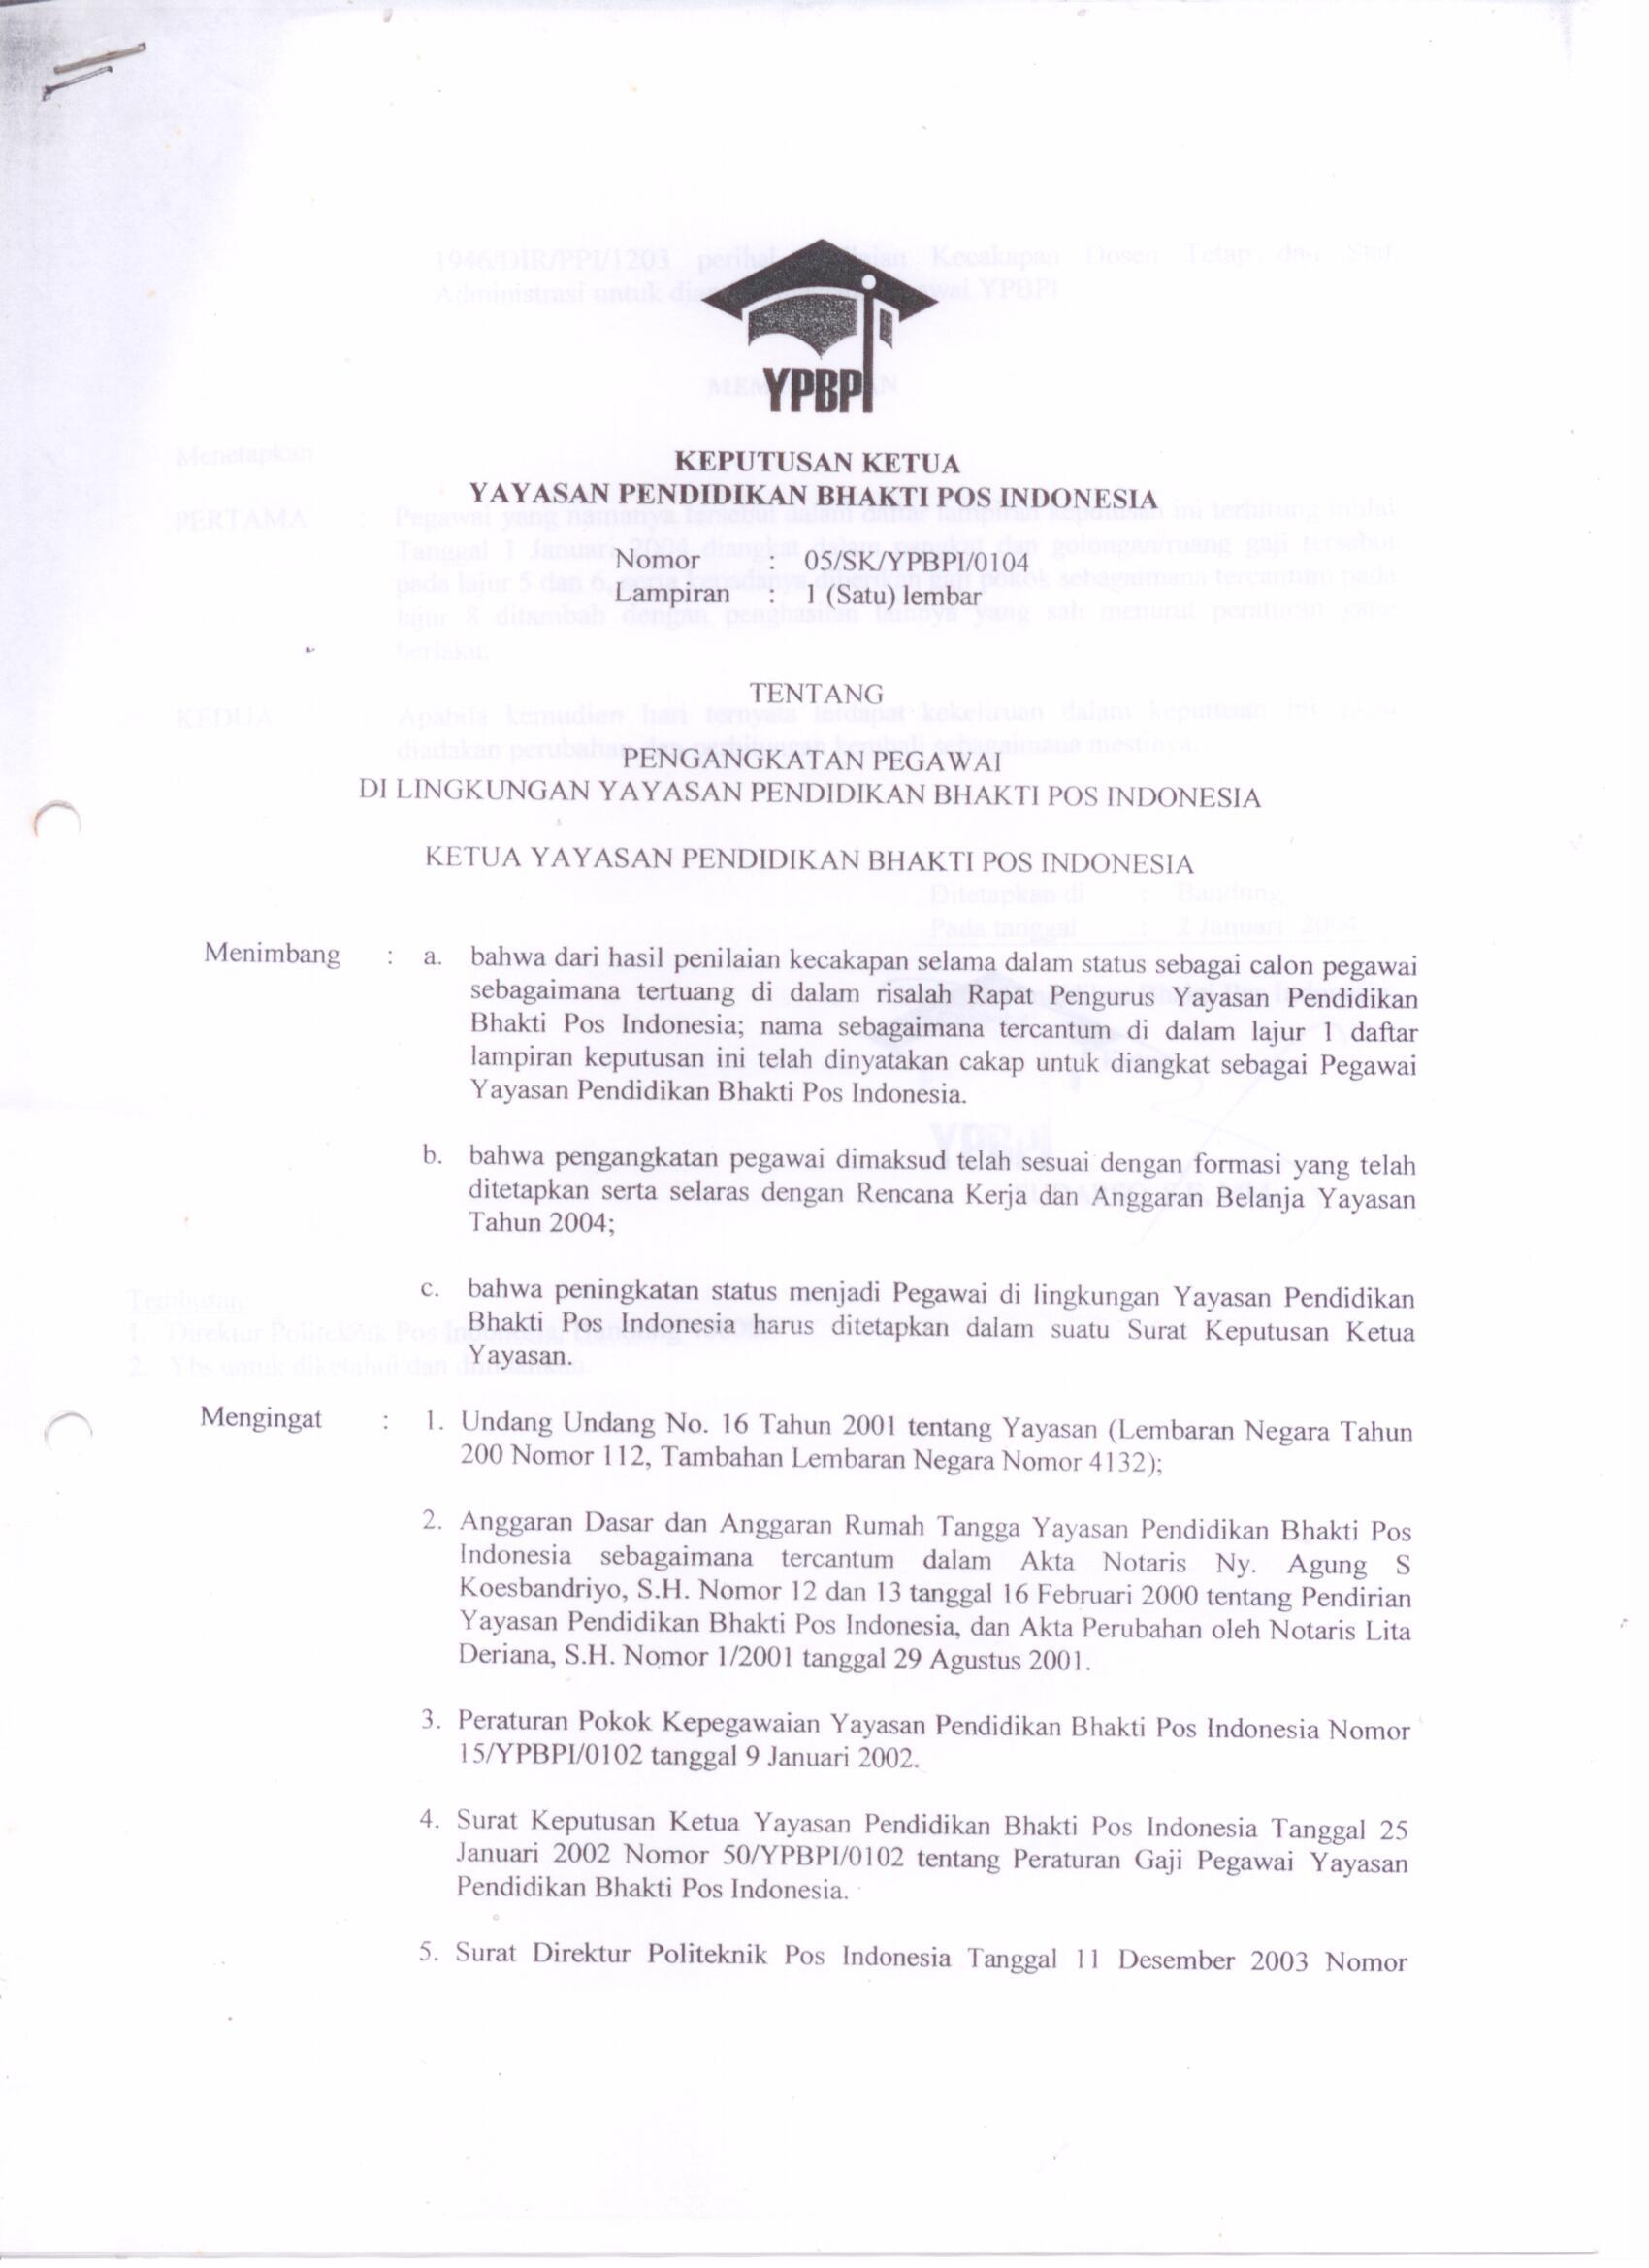 YPBPI
KEPUTUSAN KETUA
YAYASAN PENDIDIKAN BHAKTI POS INDONESIA
Nomor : 05/SK/YPBPI/0104
Lampiran : 1 (Satu) lembar
TENTANG
PENGANGKATAN PEGAWAI
DI LINGKUNGAN YAYASAN PENDIDIKAN BHAKTI POS INDONESIA
KETUA YAYASAN PENDIDIKAN BHAKTI POS INDONESIA
Menimbang : a. bahwa dari hasil penilaian kecakapan selama dalam status sebagai calon pegawai
sebagaimana tertuang di dalam risalah Rapat Pengurus Yayasan Pendidikan
Bhakti Pos Indonesia; nama sebagaimana tercantum di dalam lajur 1 daftar
lampiran keputusan ini telah dinyatakan cakap untuk diangkat sebagai Pegawai
Yayasan Pendidikan Bhakti Pos Indonesia.
b. bahwa pengangkatan pegawai dimaksud telah sesuai dengan formasi yang telah
ditetapkan serta selaras dengan Rencana Kerja dan Anggaran Belanja Yayasan
Tahun 2004;
c. bahwa peningkatan status menjadi Pegawai di lingkungan Yayasan Pendidikan
Bhakti Pos Indonesia harus ditetapkan dalam suatu Surat Keputusan Ketua
Yayasan.
Mengingat : 1. Undang Undang No. 16 Tahun 2001 tentang Yayasan (Lembaran Negara Tahun
200 Nomor 112, Tambahan Lembaran Negara Nomor 4132);
2. Anggaran Dasar dan Anggaran Rumah Tangga Yayasan Pendidikan Bhakti Pos
Indonesia sebagaimana tercantum dalam Akta Notaris Ny. Agung S
Koesbandriyo, S.H. Nomor 12 dan 13 tanggal 16 Februari 2000 tentang Pendirian
Yayasan Pendidikan Bhakti Pos Indonesia, dan Akta Perubahan oleh Notaris Lita
Deriana, S.H. Nomor 1/2001 tanggal 29 Agustus 2001.
3. Peraturan Pokok Kepegawaian Yayasan Pendidikan Bhakti Pos Indonesia Nomor
15/YPBPI/0102 tanggal 9 Januari 2002.
4. Surat Keputusan Ketua Yayasan Pendidikan Bhakti Pos Indonesia Tanggal 25
Januari 2002 Nomor 50/YPBPI/0102 tentang Peraturan Gaji Pegawai Yayasan
Pendidikan Bhakti Pos Indonesia.
5. Surat Direktur Politeknik Pos Indonesia Tanggal 11 Desember 2003 Nomor